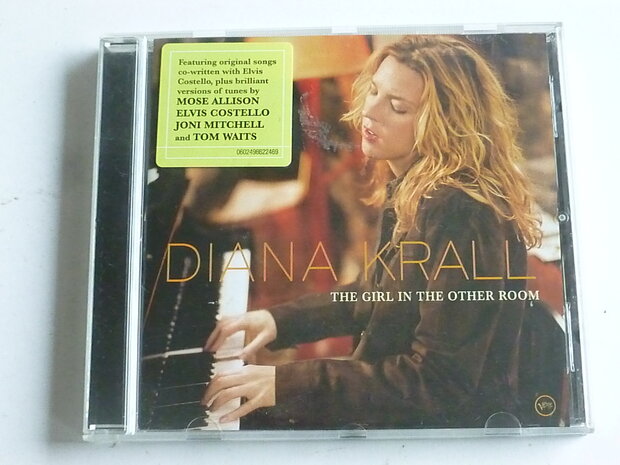 Featuring original songs
co-written with Elvis
Costello, plus brilliant
versions of tunes by
MOSE ALLISON
ELVIS COSTELLO
JONI MITCHELL
and TOM WAITS
0602498622469
DIANA KRALL
THE GIRL IN THE OTHER ROOM
Verve